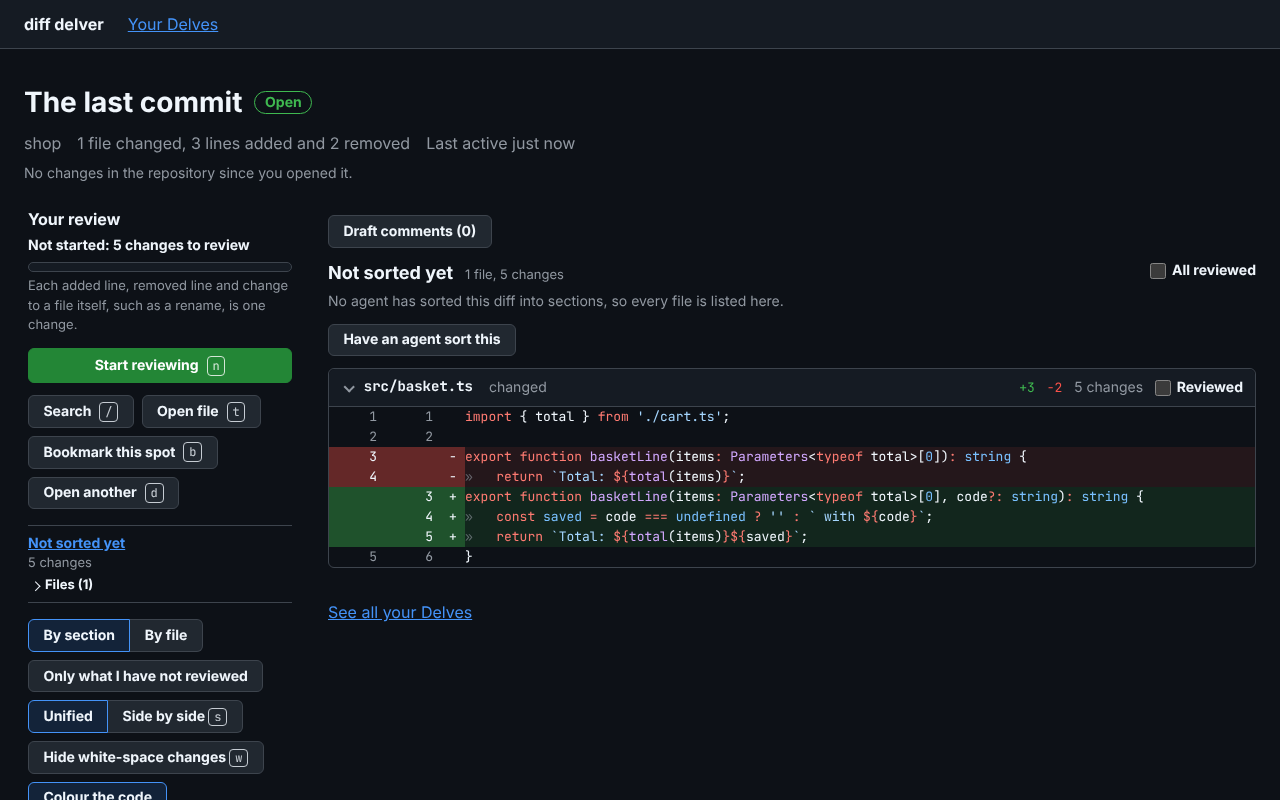 diff delver Your Delves
The last commit Open
shop 1 file changed, 3 lines added and 2 removed Last active just now
No changes in the repository since you opened it.
Your review
Not started: 5 changes to review
Each added line, removed line and change
to a file itself, such as a rename, is one
change.
Start reviewing n
Search / Open file t
Bookmark this spot b
Open another d
Not sorted yet
5 changes
Files (1)
By section By file
Only what I have not reviewed
Unified Side by side s
Hide white-space changes w
Colour the code
Draft comments (0)
Not sorted yet 1 file, 5 changes All reviewed
No agent has sorted this diff into sections, so every file is listed here.
Have an agent sort this
src/basket.ts changed +3 -2 5 changes Reviewed
1 1 import { total } from './cart.ts';
2 2
3 - export function basketLine(items: Parameters<typeof total>[0]): string {
4 - » return `Total: ${total(items)}`;
3 + export function basketLine(items: Parameters<typeof total>[0], code?: string): string {
4 + » const saved = code === undefined ? '' : ` with ${code}`;
5 + » return `Total: ${total(items)}${saved}`;
5 6 }
See all your Delves